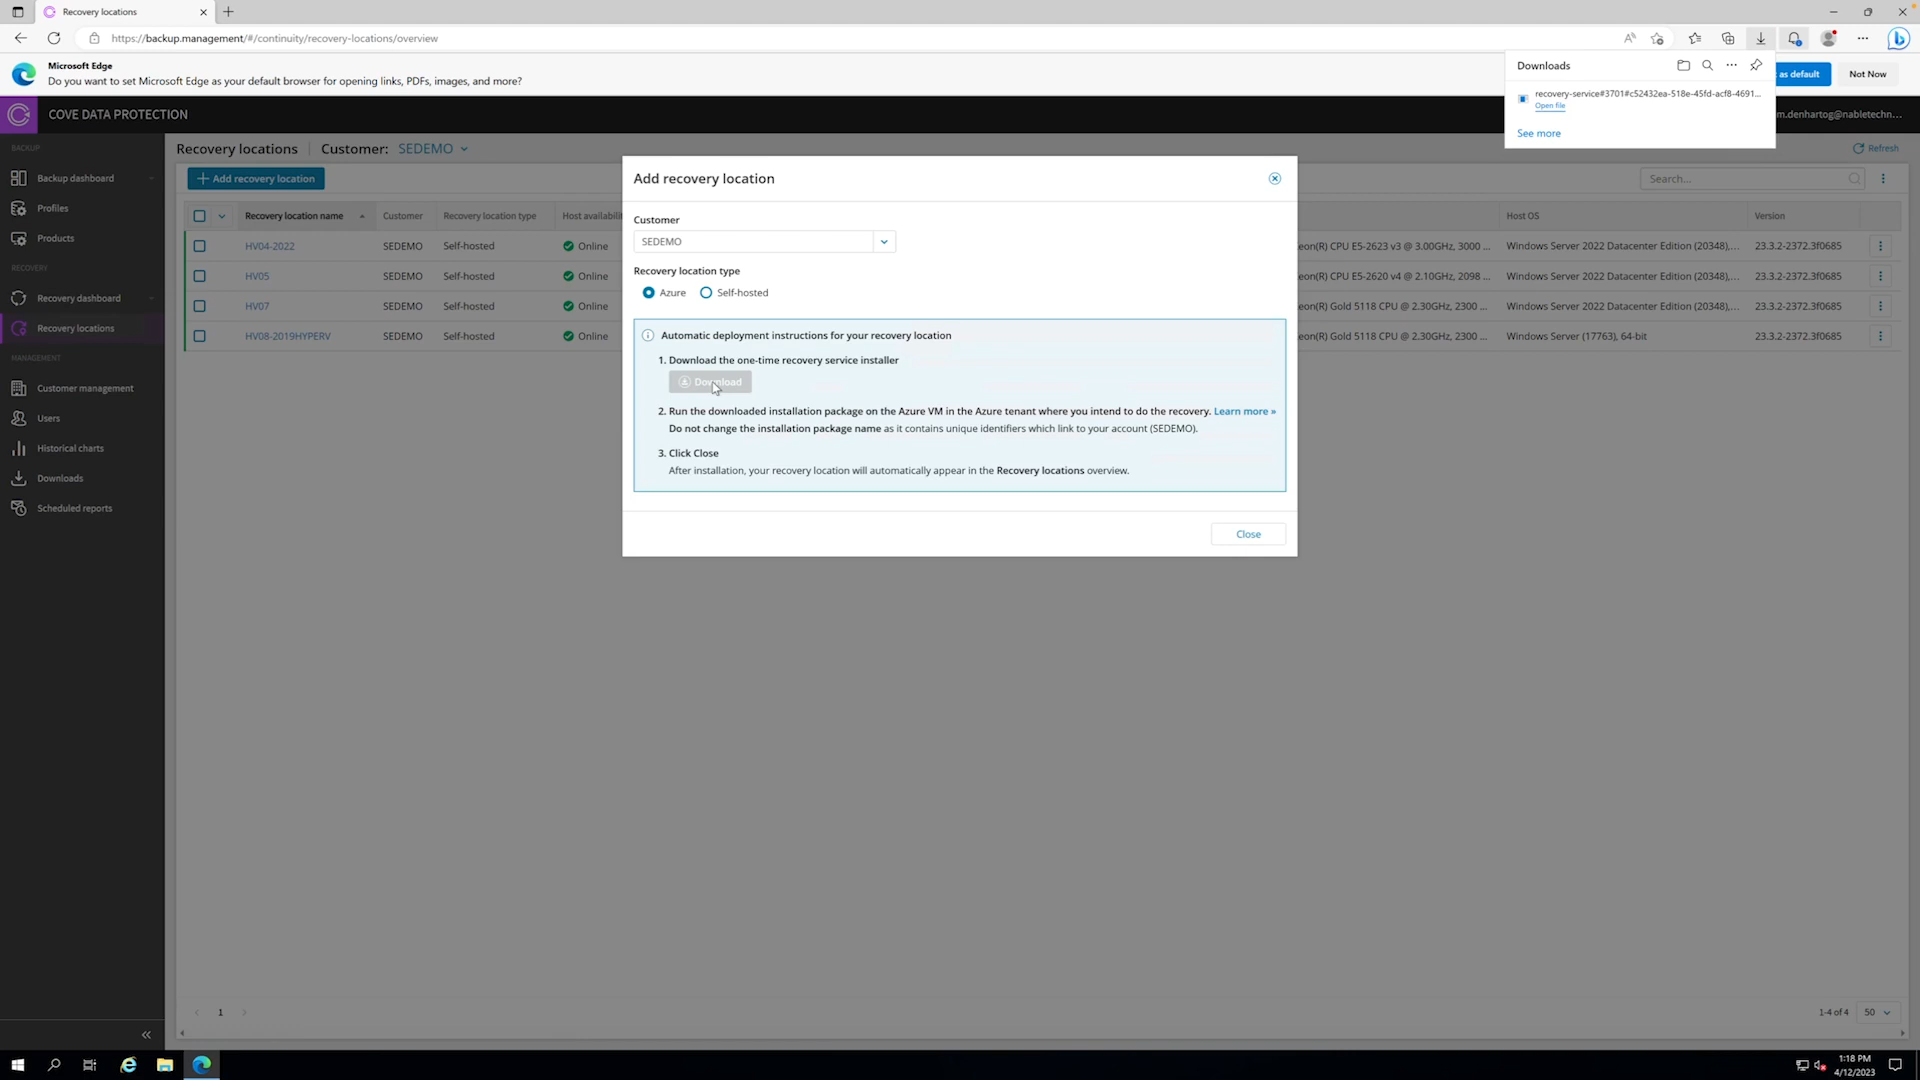 Recovery locations
https://backup.management/#/continuity/recovery-locations/overview
Microsoft Edge
Do you want to set Microsoft Edge as your default browser for opening links, PDFs, images, and more?
as default
Not Now
Downloads
recovery-service#3701#c52432ea-518e-45fd-acf8-4691...
Open file
See more
COVE DATA PROTECTION
m.denhartog@nabletechn...
BACKUP
Backup dashboard
Profiles
Products
RECOVERY
Recovery dashboard
Recovery locations
MANAGEMENT
Customer management
Users
Historical charts
Downloads
Scheduled reports
Recovery locations
Customer: SEDEMO
Refresh
Add recovery location
Search...
Recovery location name Customer Recovery location type Host availabili Host OS Version
HV04-2022 SEDEMO Self-hosted Online eon(R) CPU E5-2623 v3 @ 3.00GHz, 3000 ... Windows Server 2022 Datacenter Edition (20348),... 23.3.2-2372.3f0685
HV05 SEDEMO Self-hosted Online eon(R) CPU E5-2620 v4 @ 2.10GHz, 2098 ... Windows Server 2022 Datacenter Edition (20348),... 23.3.2-2372.3f0685
HV07 SEDEMO Self-hosted Online eon(R) Gold 5118 CPU @ 2.30GHz, 2300 ... Windows Server 2022 Datacenter Edition (20348),... 23.3.2-2372.3f0685
HV08-2019HYPERV SEDEMO Self-hosted Online eon(R) Gold 5118 CPU @ 2.30GHz, 2300 ... Windows Server (17763), 64-bit 23.3.2-2372.3f0685
Add recovery location
Customer
SEDEMO
Recovery location type
Azure Self-hosted
Automatic deployment instructions for your recovery location
1. Download the one-time recovery service installer
Download
2. Run the downloaded installation package on the Azure VM in the Azure tenant where you intend to do the recovery. Learn more »
Do not change the installation package name as it contains unique identifiers which link to your account (SEDEMO).
3. Click Close
After installation, your recovery location will automatically appear in the Recovery locations overview.
Close
1
1-4 of 4
50
1:18 PM
4/12/2023